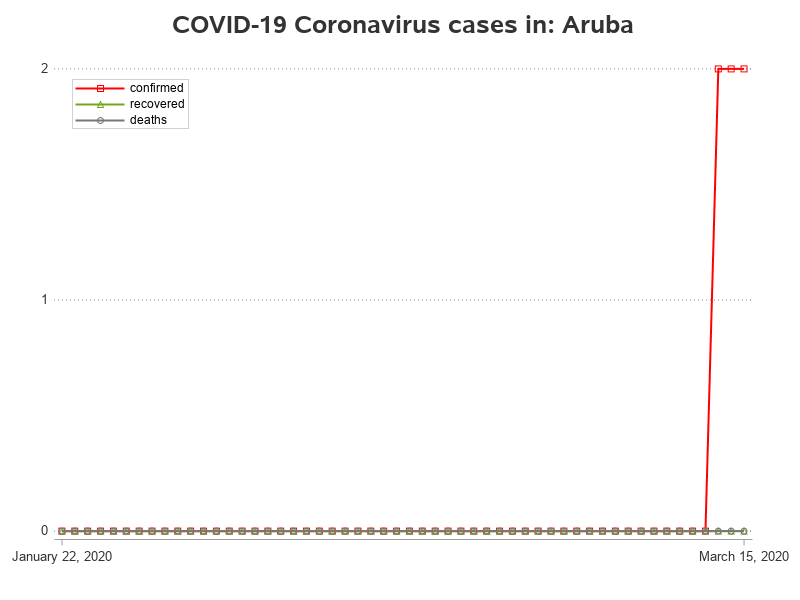 COVID-19 Coronavirus cases in: Aruba
2
confirmed
recovered
deaths
1
0
January 22, 2020
March 15, 2020